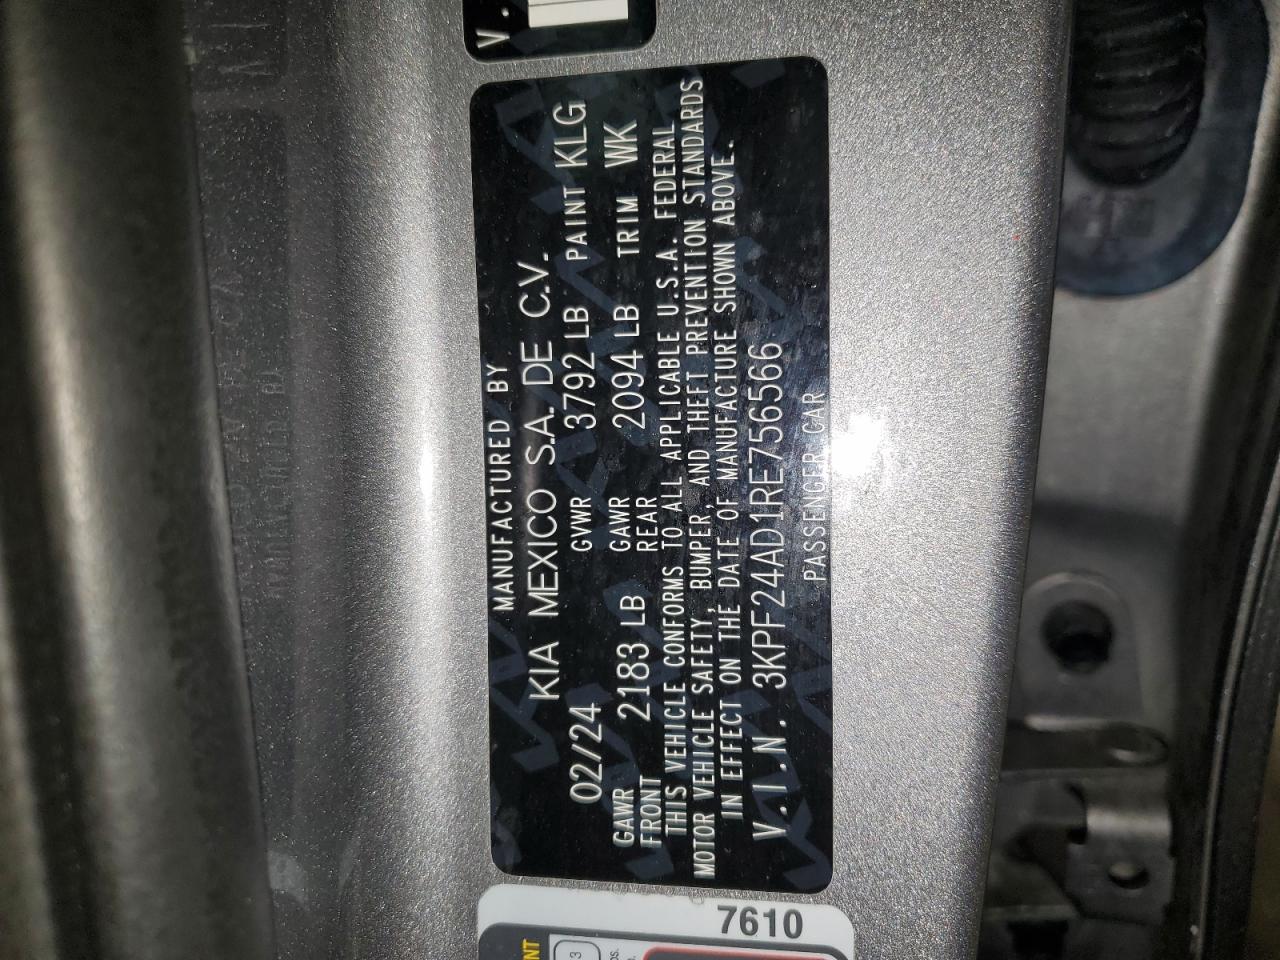 MANUFACTURED BY
KIA MEXICO S.A. DE C.V.
02/24 GVWR 3792 LB PAINT KLG
GAWR FRONT 2183 LB GAWR REAR 2094 LB TRIM WK
THIS VEHICLE CONFORMS TO ALL APPLICABLE U.S.A. FEDERAL
MOTOR VEHICLE SAFETY, BUMPER, AND THEFT PREVENTION STANDARDS
IN EFFECT ON THE DATE OF MANUFACTURE SHOWN ABOVE.
V.I.N. 3KPF24AD1RE756566
PASSENGER CAR
7610
3